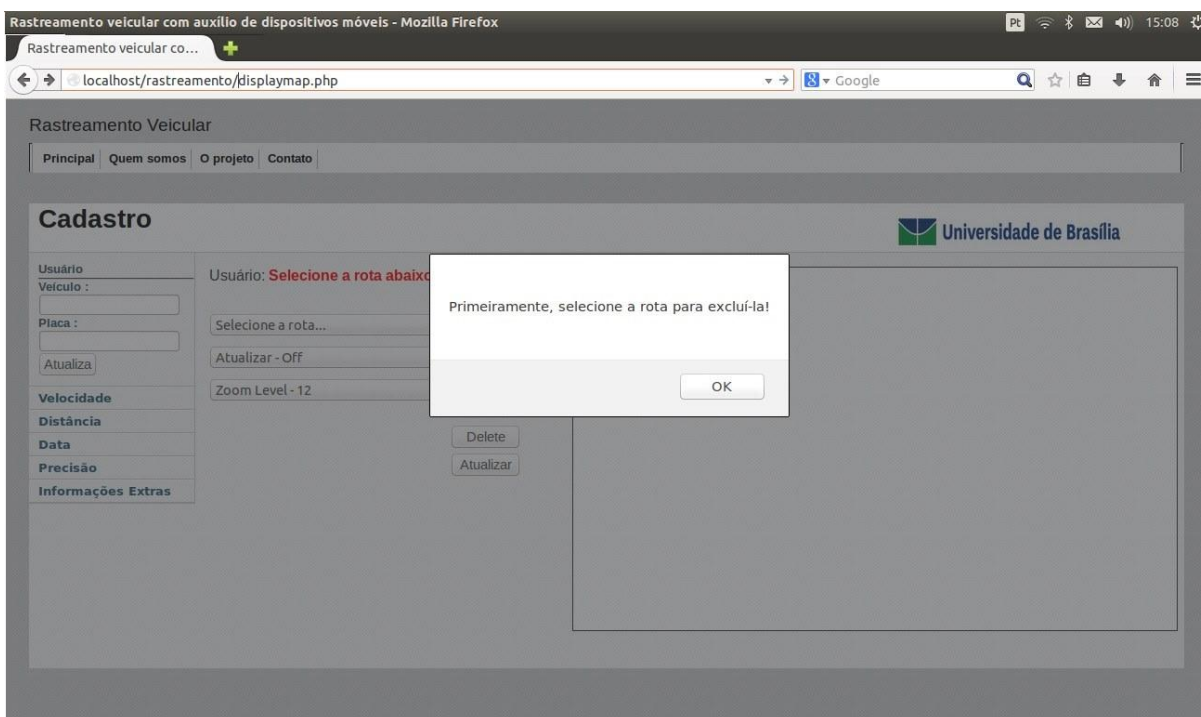 Rastreamento veicular com auxílio de dispositivos móveis - Mozilla Firefox
Pt
15:08
Rastreamento veicular co...
localhost/rastreamento/displaymap.php
8
Google
Rastreamento Veicular
Principal
Quem somos
O projeto
Contato
Cadastro
Universidade de Brasília
Usuário
Veículo :
Placa :
Atualiza
Velocidade
Distância
Data
Precisão
Informações Extras
Usuário: Selecione a rota abaixo
Selecione a rota...
Atualizar - Off
Zoom Level - 12
Delete
Atualizar
Primeiramente, selecione a rota para excluí-la!
OK